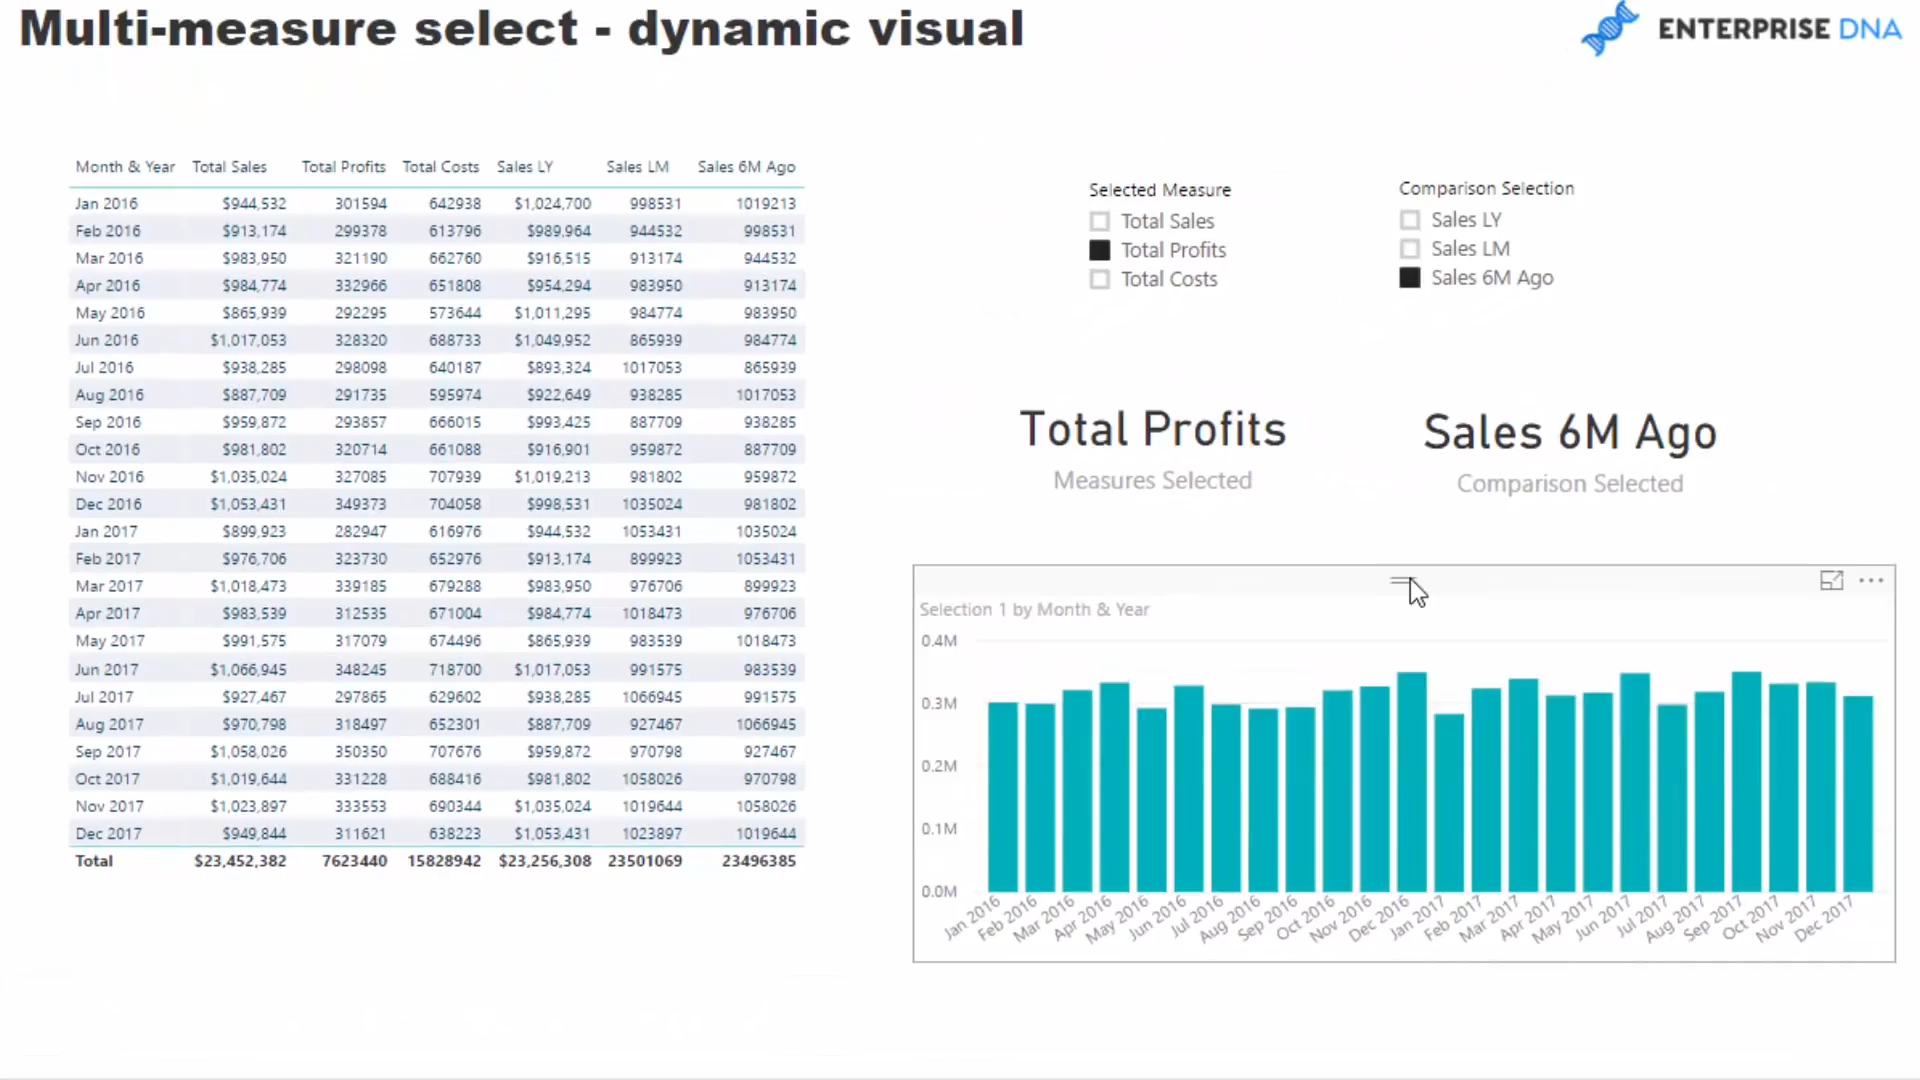 Multi-measure select - dynamic visual
ENTERPRISE DNA
Month & Year Total Sales Total Profits Total Costs Sales LY Sales LM Sales 6M Ago
Jan 2016 $944,532 301594 642938 $1,024,700 998531 1019213
Feb 2016 $913,174 299378 613796 $989,964 944532 998531
Mar 2016 $983,950 321190 662760 $916,515 913174 944532
Apr 2016 $984,774 332966 651808 $954,294 983950 913174
May 2016 $865,939 292295 573644 $1,011,295 984774 983950
Jun 2016 $1,017,053 328320 688733 $1,049,952 865939 984774
Jul 2016 $938,285 298098 640187 $893,324 1017053 865939
Aug 2016 $887,709 291735 595974 $922,649 938285 1017053
Sep 2016 $959,872 293857 666015 $993,425 887709 938285
Oct 2016 $981,802 320714 661088 $916,901 959872 887709
Nov 2016 $1,035,024 327085 707939 $1,019,213 981802 959872
Dec 2016 $1,053,431 349373 704058 $998,531 1035024 981802
Jan 2017 $899,923 282947 616976 $944,532 1053431 1035024
Feb 2017 $976,706 323730 652976 $913,174 899923 1053431
Mar 2017 $1,018,473 339185 679288 $983,950 976706 899923
Apr 2017 $983,539 312535 671004 $984,774 1018473 976706
May 2017 $991,575 317079 674496 $865,939 983539 1018473
Jun 2017 $1,066,945 348245 718700 $1,017,053 991575 983539
Jul 2017 $927,467 297865 629602 $938,285 1066945 991575
Aug 2017 $970,798 318497 652301 $887,709 927467 1066945
Sep 2017 $1,058,026 350350 707676 $959,872 970798 927467
Oct 2017 $1,019,644 331228 688416 $981,802 1058026 970798
Nov 2017 $1,023,897 333553 690344 $1,035,024 1019644 1058026
Dec 2017 $949,844 311621 638223 $1,053,431 1023897 1019644
Total $23,452,382 7623440 15828942 $23,256,308 23501069 23496385
Selected Measure
Total Sales
Total Profits
Total Costs
Comparison Selection
Sales LY
Sales LM
Sales 6M Ago
Total Profits
Measures Selected
Sales 6M Ago
Comparison Selected
Selection 1 by Month & Year
0.4M
0.3M
0.2M
0.1M
0.0M
Jan 2016 Feb 2016 Mar 2016 Apr 2016 May 2016 Jun 2016 Jul 2016 Aug 2016 Sep 2016 Oct 2016 Nov 2016 Dec 2016 Jan 2017 Feb 2017 Mar 2017 Apr 2017 May 2017 Jun 2017 Jul 2017 Aug 2017 Sep 2017 Oct 2017 Nov 2017 Dec 2017